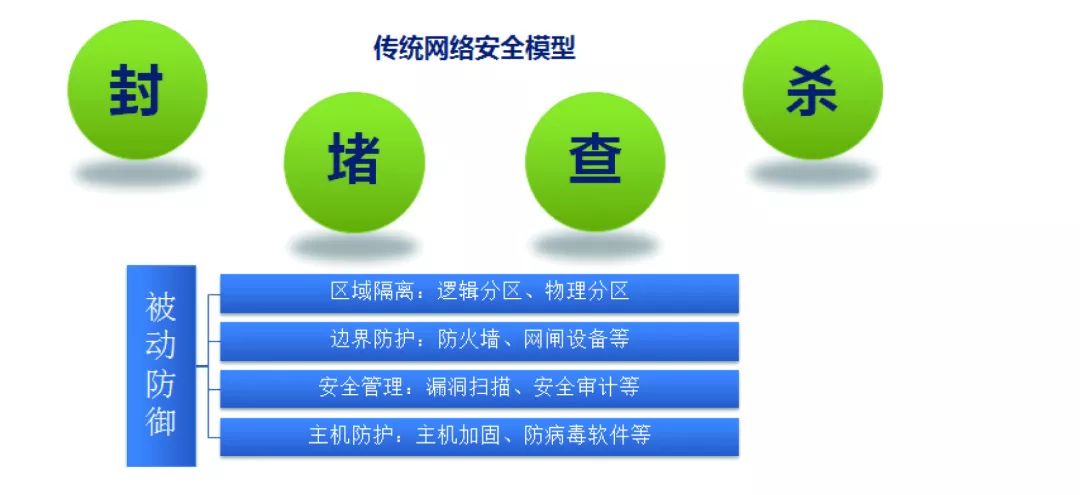 传统网络安全模型
封
堵
查
杀
被动防御
区域隔离：逻辑分区、物理分区
边界防护：防火墙、网闸设备等
安全管理：漏洞扫描、安全审计等
主机防护：主机加固、防病毒软件等